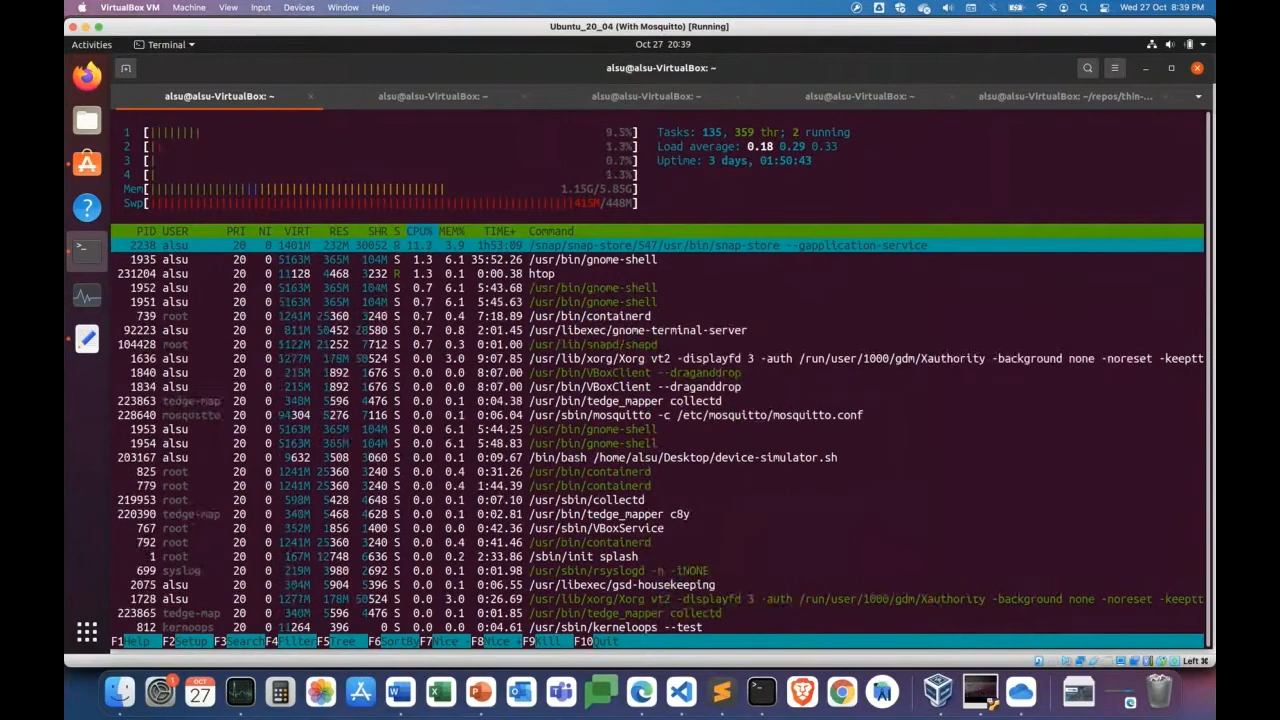 VirtualBox VM Machine View Input Devices Window Help Wed 27 Oct 8:39 PM
Ubuntu_20_04 (With Mosquitto) [Running]
Activities Terminal Oct 27 20:39
alsu@alsu-VirtualBox: ~
alsu@alsu-VirtualBox: ~ alsu@alsu-VirtualBox: ~ alsu@alsu-VirtualBox: ~ alsu@alsu-VirtualBox: ~ alsu@alsu-VirtualBox: ~/repos/thin-...
1 [|||||||| 9.5%] Tasks: 135, 359 thr; 2 running
2 [| 1.3%] Load average: 0.18 0.29 0.33
3 [| 0.7%] Uptime: 3 days, 01:50:43
4 [| 1.3%]
Mem[ 1.15G/5.85G]
Swp[ 415M/448M]
PID USER PRI NI VIRT RES SHR S CPU% MEM% TIME+ Command
2238 alsu 20 0 1401M 232M 30052 R 11.2 3.9 1h53:09 /snap/snap-store/547/usr/bin/snap-store --gapplication-service
1935 alsu 20 0 5163M 365M 104M S 1.3 6.1 35:52.26 /usr/bin/gnome-shell
231204 alsu 20 0 11128 4468 3232 R 1.3 0.1 0:00.38 htop
1952 alsu 20 0 5163M 365M 104M S 0.7 6.1 5:43.68 /usr/bin/gnome-shell
1951 alsu 20 0 5163M 365M 104M S 0.7 6.1 5:45.63 /usr/bin/gnome-shell
739 root 20 0 1241M 25360 3240 S 0.7 0.4 7:18.89 /usr/bin/containerd
92223 alsu 20 0 811M 50452 28580 S 0.7 0.8 2:01.45 /usr/libexec/gnome-terminal-server
104428 root 20 0 1122M 21252 7712 S 0.7 0.3 0:01.00 /usr/lib/snapd/snapd
1636 alsu 20 0 1277M 178M 50524 S 0.0 3.0 9:07.85 /usr/lib/xorg/Xorg vt2 -displayfd 3 -auth /run/user/1000/gdm/Xauthority -background none -noreset -keeptt
1840 alsu 20 0 215M 1892 1676 S 0.0 0.0 8:07.00 /usr/bin/VBoxClient --draganddrop
1834 alsu 20 0 215M 1892 1676 S 0.0 0.0 8:07.00 /usr/bin/VBoxClient --draganddrop
223863 tedge-map 20 0 340M 5596 4476 S 0.0 0.1 0:04.38 /usr/bin/tedge_mapper collectd
228640 mosquitto 20 0 94304 5276 7116 S 0.0 0.1 0:06.04 /usr/sbin/mosquitto -c /etc/mosquitto/mosquitto.conf
1953 alsu 20 0 5163M 365M 104M S 0.0 6.1 5:44.25 /usr/bin/gnome-shell
1954 alsu 20 0 5163M 365M 104M S 0.0 6.1 5:48.83 /usr/bin/gnome-shell
203167 alsu 20 0 9632 3508 3060 S 0.0 0.1 0:09.67 /bin/bash /home/alsu/Desktop/device-simulator.sh
825 root 20 0 1241M 25360 3240 S 0.0 0.4 0:31.26 /usr/bin/containerd
779 root 20 0 1241M 25360 3240 S 0.0 0.4 1:44.39 /usr/bin/containerd
219953 root 20 0 598M 5428 4648 S 0.0 0.1 0:07.10 /usr/sbin/collectd
220390 tedge-map 20 0 340M 5468 4628 S 0.0 0.1 0:02.81 /usr/bin/tedge_mapper c8y
767 root 20 0 352M 1856 1400 S 0.0 0.0 0:42.36 /usr/sbin/VBoxService
792 root 20 0 1241M 25360 3240 S 0.0 0.4 0:41.46 /usr/bin/containerd
1 root 20 0 167M 12748 6636 S 0.0 0.2 2:33.86 /sbin/init splash
699 syslog 20 0 219M 3980 2692 S 0.0 0.1 0:01.98 /usr/sbin/rsyslogd -n -iNONE
2075 alsu 20 0 304M 5904 5396 S 0.0 0.1 0:06.55 /usr/libexec/gsd-housekeeping
1728 alsu 20 0 1277M 178M 50524 S 0.0 3.0 0:26.69 /usr/lib/xorg/Xorg vt2 -displayfd 3 -auth /run/user/1000/gdm/Xauthority -background none -noreset -keeptt
223865 tedge-map 20 0 340M 5596 4476 S 0.0 0.1 0:01.85 /usr/bin/tedge_mapper collectd
812 kernoops 20 0 11264 396 0 S 0.0 0.0 0:04.61 /usr/sbin/kerneloops --test
F1Help F2Setup F3Search F4Filter F5Tree F6SortBy F7Nice - F8Nice + F9Kill F10Quit
Left ⌘
OCT
27
1